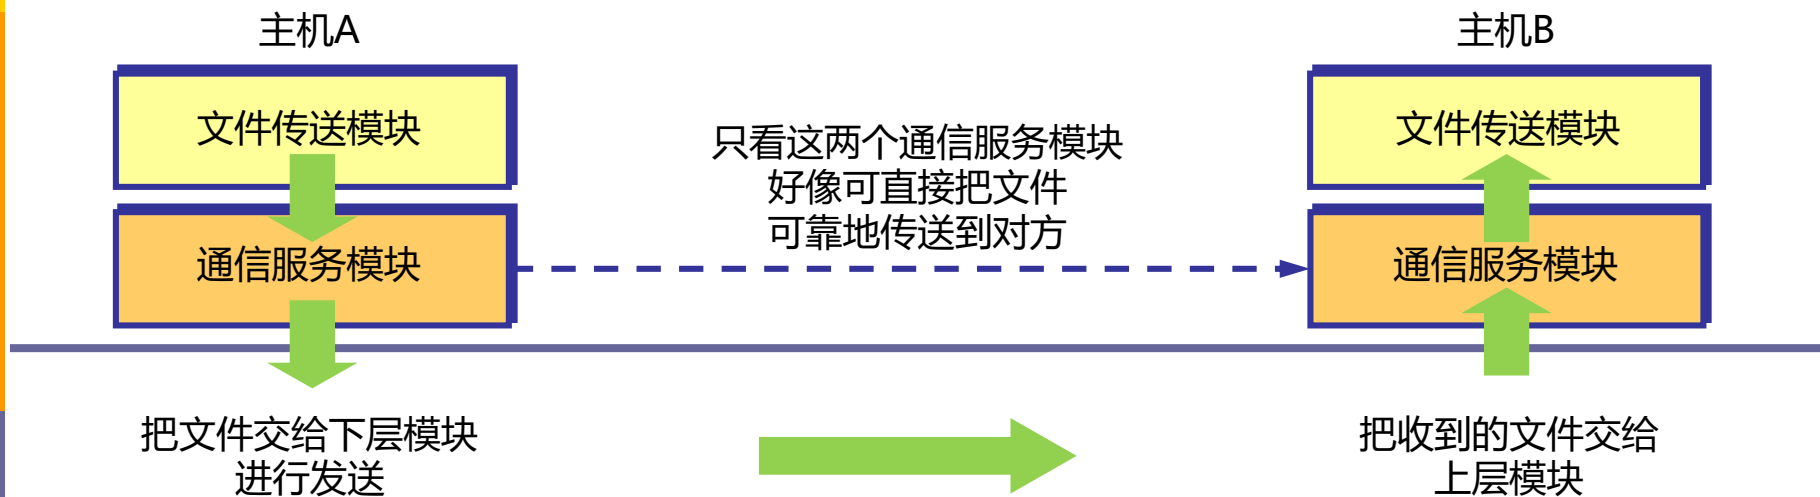 主机A
主机B
文件传送模块
文件传送模块
只看这两个通信服务模块
好像可直接把文件
可靠地传送到对方
通信服务模块
通信服务模块
把文件交给下层模块
进行发送
把收到的文件交给
上层模块